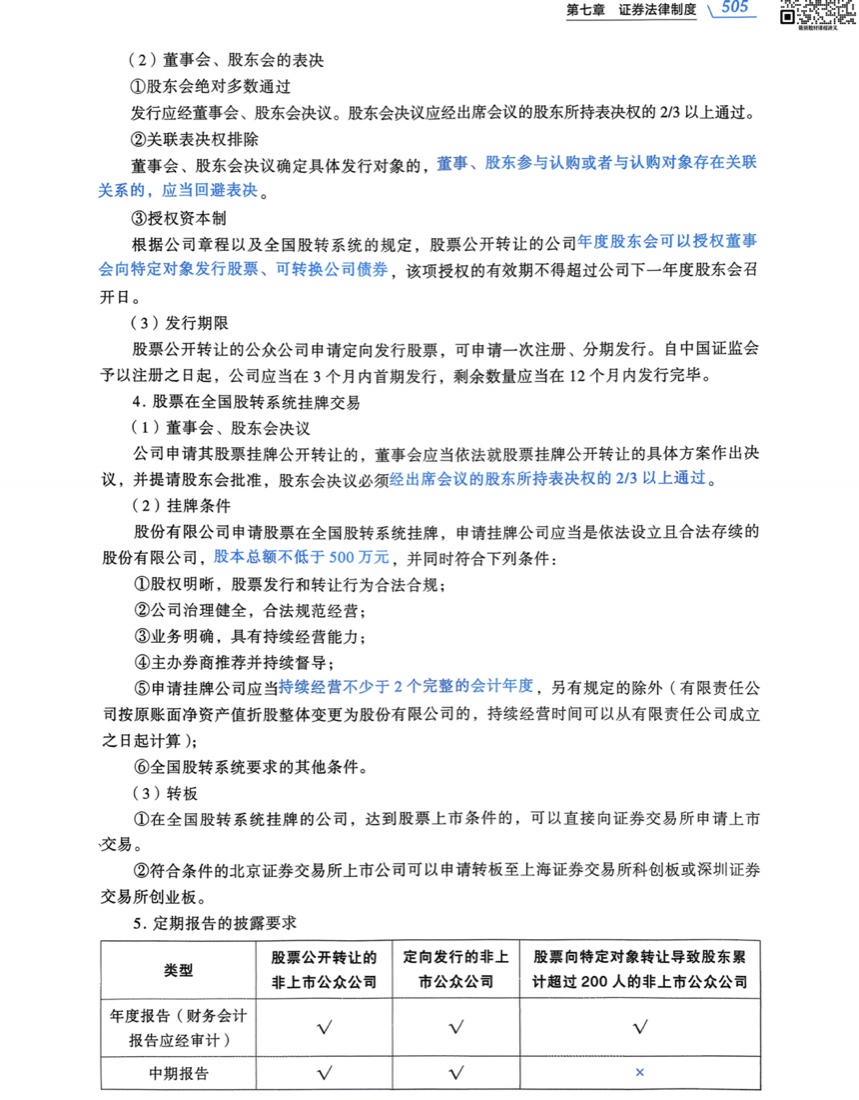 第七章 证券法律制度 505
(2)董事会、股东会的表决
①股东会绝对多数通过
发行应经董事会、股东会决议。股东会决议应经出席会议的股东所持表决权的 2/3 以上通过。
②关联表决权排除
董事会、股东会决议确定具体发行对象的，董事、股东参与认购或者与认购对象存在关联
关系的，应当回避表决。
③授权资本制
根据公司章程以及全国股转系统的规定，股票公开转让的公司年度股东会可以授权董事
会向特定对象发行股票、可转换公司债券，该项授权的有效期不得超过公司下一年度股东会召
开日。
(3)发行期限
股票公开转让的公众公司申请定向发行股票，可申请一次注册、分期发行。自中国证监会
予以注册之日起，公司应当在 3 个月内首期发行，剩余数量应当在 12 个月内发行完毕。
4. 股票在全国股转系统挂牌交易
(1)董事会、股东会决议
公司申请其股票挂牌公开转让的，董事会应当依法就股票挂牌公开转让的具体方案作出决
议，并提请股东会批准，股东会决议必须经出席会议的股东所持表决权的 2/3 以上通过。
(2)挂牌条件
股份有限公司申请股票在全国股转系统挂牌，申请挂牌公司应当是依法设立且合法存续的
股份有限公司，股本总额不低于 500 万元，并同时符合下列条件：
①股权明晰，股票发行和转让行为合法合规；
②公司治理健全，合法规范经营；
③业务明确，具有持续经营能力；
④主办券商推荐并持续督导；
⑤申请挂牌公司应当持续经营不少于 2 个完整的会计年度，另有规定的除外(有限责任公
司按原账面净资产值折股整体变更为股份有限公司的，持续经营时间可以从有限责任公司成立
之日起计算)；
⑥全国股转系统要求的其他条件。
(3)转板
①在全国股转系统挂牌的公司，达到股票上市条件的，可以直接向证券交易所申请上市
交易。
②符合条件的北京证券交易所上市公司可以申请转板至上海证券交易所科创板或深圳证券
交易所创业板。
5. 定期报告的披露要求
类型
股票公开转让的
非上市公众公司
定向发行的非上
市公众公司
股票向特定对象转让导致股东累
计超过 200 人的非上市公众公司
年度报告(财务会计
报告应经审计)
√ √ √
中期报告 √ √ ×